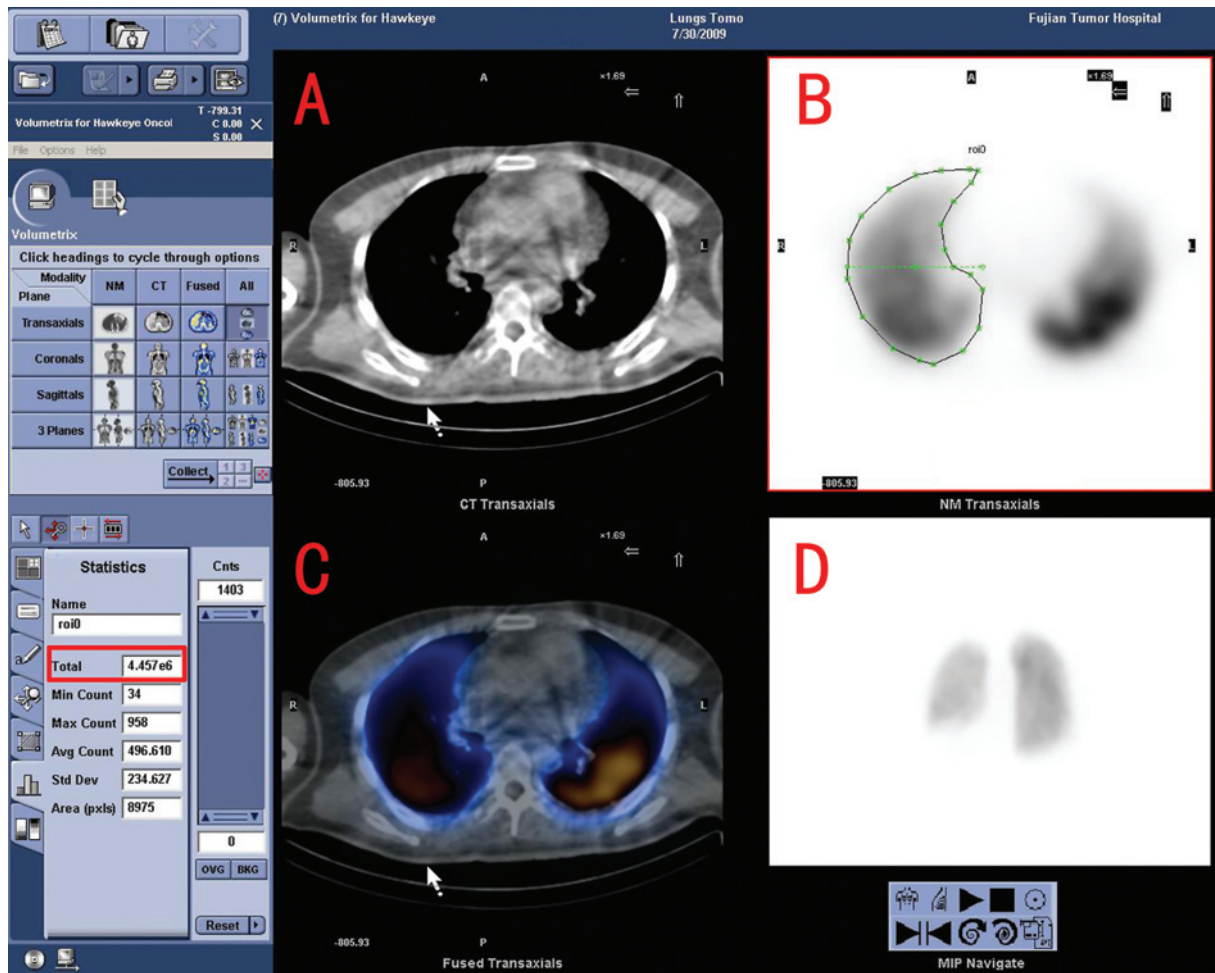 (7) Volumetrix for Hawkeye
Lungs Tomo
7/30/2009
Fujian Tumor Hospital
T -799.31
Volumetrix for Hawkeye Oncol
C 0.00
S 0.00
File Options Help
Volumetrix
Click headings to cycle through options
Modality
Plane
NM
CT
Fused
All
Transaxials
Coronals
Sagittals
3 Planes
Collect
1
3
2
Statistics
Name
roi0
Total 4.457e6
Min Count 34
Max Count 958
Avg Count 496.610
Std Dev 234.627
Area (pxls) 8975
Cnts
1403
0
OVG BKG
Reset
A
A
×1.69
R
L
-805.93
P
CT Transaxials
B
A
×1.69
roi0
R
L
-805.93
NM Transaxials
C
A
×1.69
R
L
-805.93
P
Fused Transaxials
D
MIP Navigate